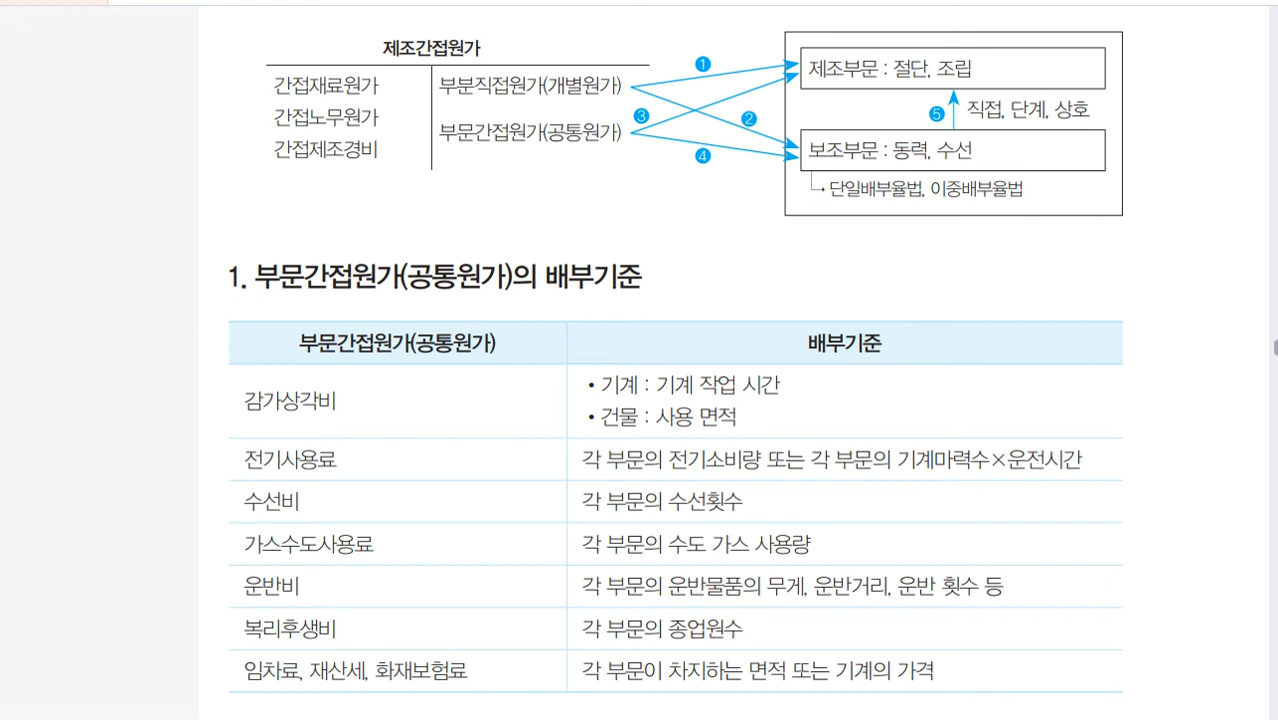 제조간접원가
간접재료원가
간접노무원가
간접제조경비
부분직접원가(개별원가)
부문간접원가(공통원가)
❶
❸
❷
❹
제조부문 : 절단, 조립
❺ 직접, 단계, 상호
보조부문 : 동력, 수선
단일배부율법, 이중배부율법
1. 부문간접원가(공통원가)의 배부기준
부문간접원가(공통원가) 배부기준
감가상각비
• 기계 : 기계 작업 시간
• 건물 : 사용 면적
전기사용료 각 부문의 전기소비량 또는 각 부문의 기계마력수×운전시간
수선비 각 부문의 수선횟수
가스수도사용료 각 부문의 수도 가스 사용량
운반비 각 부문의 운반물품의 무게, 운반거리, 운반 횟수 등
복리후생비 각 부문의 종업원수
임차료, 재산세, 화재보험료 각 부문이 차지하는 면적 또는 기계의 가격